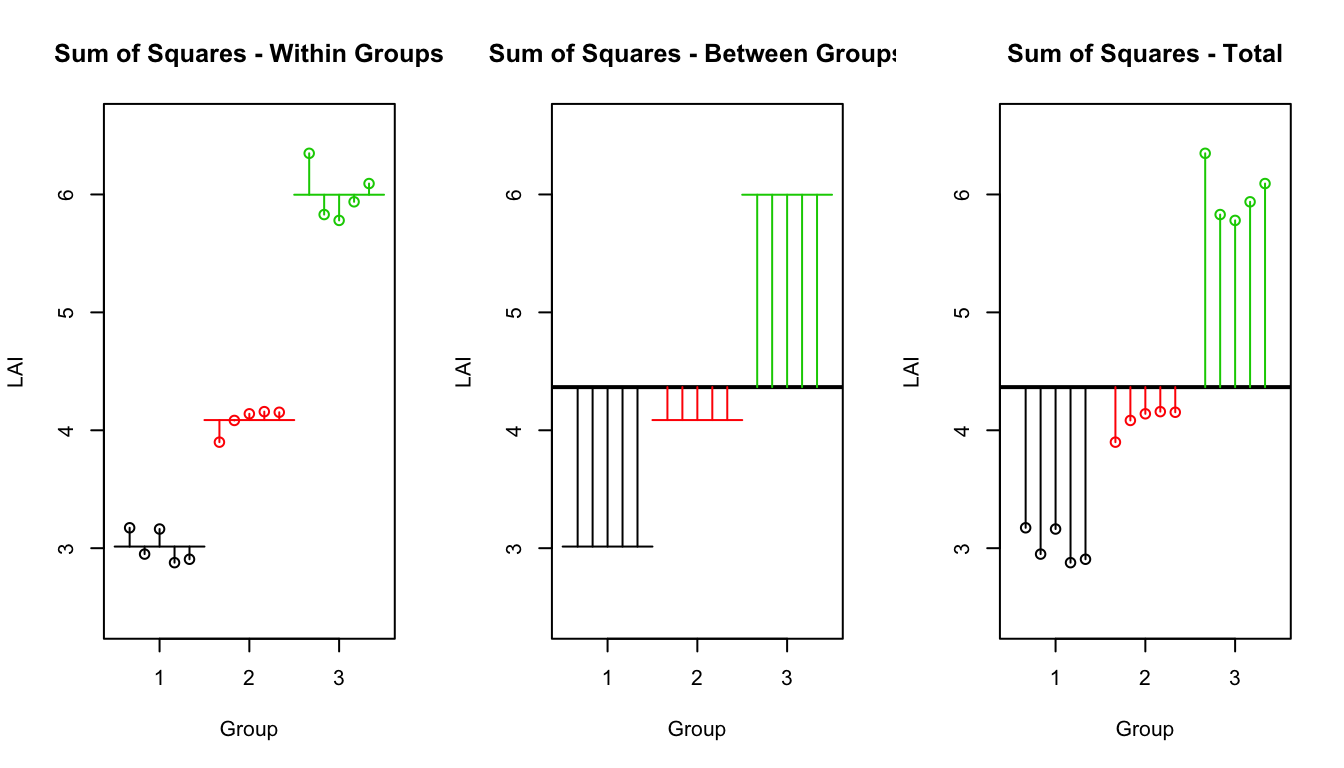 Sum of Squares - Within Groups
LAI
6
5
4
3
1 2 3
Group
Sum of Squares - Between Groups
LAI
6
5
4
3
1 2 3
Group
Sum of Squares - Total
LAI
6
5
4
3
1 2 3
Group